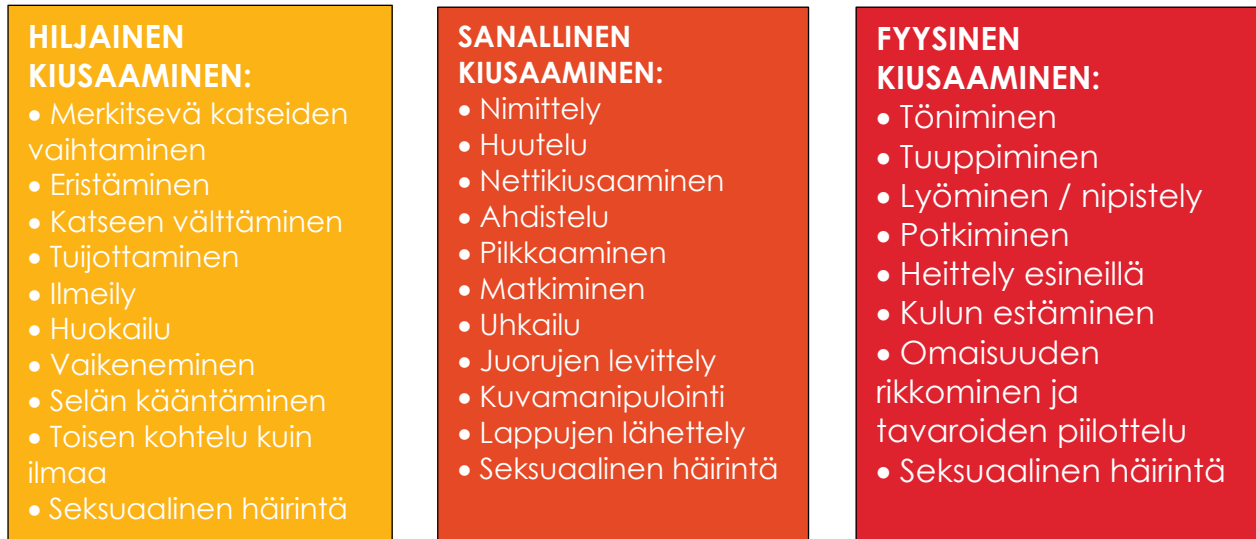 HILJAINEN
KIUSAAMINEN:
• Merkitsevä katseiden
vaihtaminen
• Eristäminen
• Katseen välttäminen
• Tuijottaminen
• Ilmeily
• Huokailu
• Vaikeneminen
• Selän kääntäminen
• Toisen kohtelu kuin
ilmaa
• Seksuaalinen häirintä
SANALLINEN
KIUSAAMINEN:
• Nimittely
• Huutelu
• Nettikiusaaminen
• Ahdistelu
• Pilkkaaminen
• Matkiminen
• Uhkailu
• Juorujen levittely
• Kuvamanipulointi
• Lappujen lähettely
• Seksuaalinen häirintä
FYYSINEN
KIUSAAMINEN:
• Töniminen
• Tuuppiminen
• Lyöminen / nipistely
• Potkiminen
• Heittely esineillä
• Kulun estäminen
• Omaisuuden
rikkominen ja
tavaroiden piilottelu
• Seksuaalinen häirintä